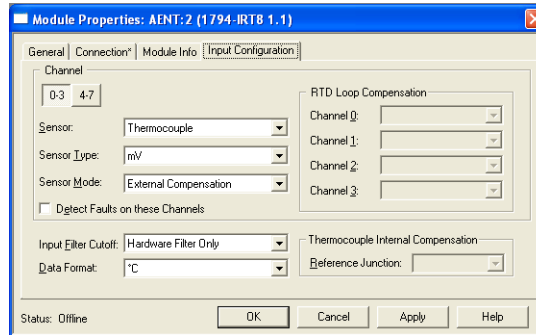 Module Properties: AENT:2 (1794-IRT8 1.1)
General Connection* Module Info Input Configuration
Channel
0-3 4-7
Sensor: Thermocouple
Sensor Type: mV
Sensor Mode: External Compensation
Detect Faults on these Channels
RTD Loop Compensation
Channel 0:
Channel 1:
Channel 2:
Channel 3:
Input Filter Cutoff: Hardware Filter Only
Data Format: °C
Thermocouple Internal Compensation
Reference Junction:
Status: Offline OK Cancel Apply Help